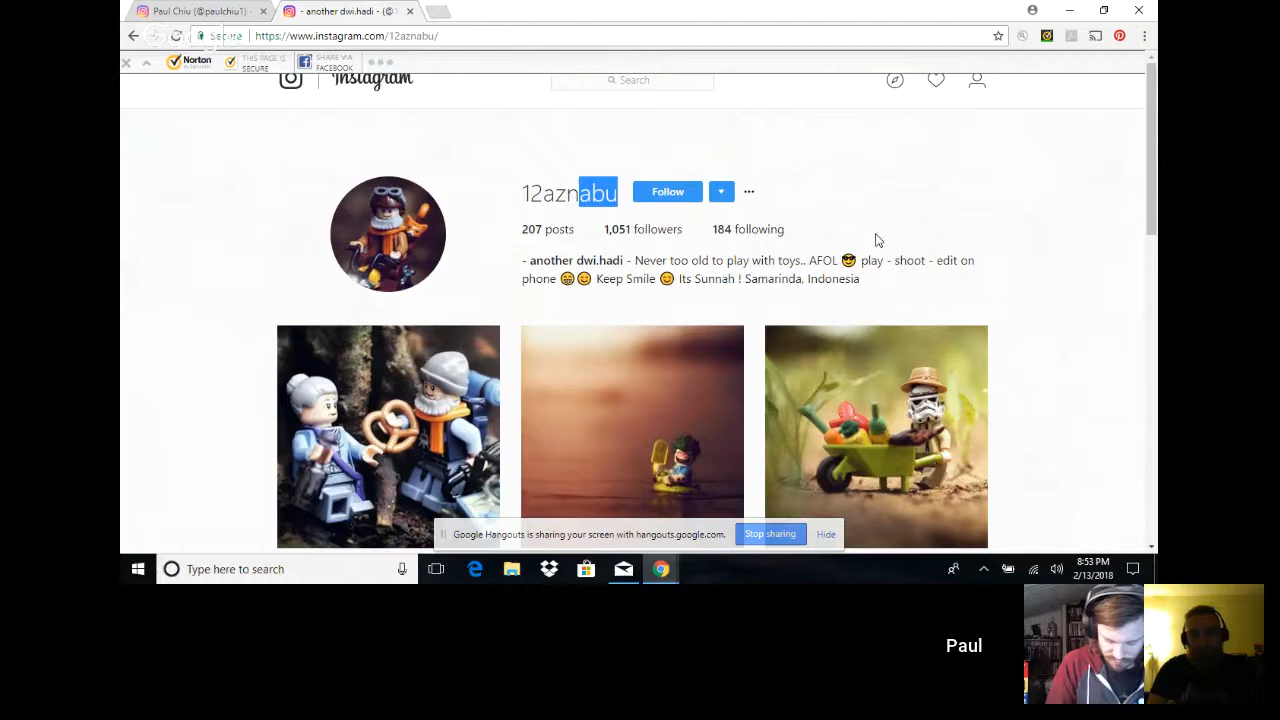 Paul Chiu (@paulchiu1) -
- another dwi.hadi - (@1
Secure
https://www.instagram.com/12aznabu/
Norton
THIS PAGE IS
SECURE
SHARE VIA
FACEBOOK
Instagram
Search
12aznabu
Follow
207 posts
1,051 followers
184 following
- another dwi.hadi - Never too old to play with toys.. AFOL 😎 play - shoot - edit on
phone 😁😊 Keep Smile 😊 Its Sunnah ! Samarinda, Indonesia
Google Hangouts is sharing your screen with hangouts.google.com.
Stop sharing
Hide
Type here to search
8:53 PM
2/13/2018
Paul